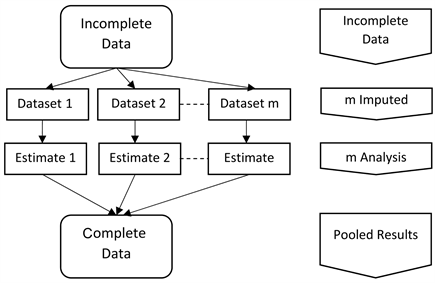 Incomplete
Data
Incomplete
Data
Dataset 1
Dataset 2
Dataset m
m Imputed
Estimate 1
Estimate 2
Estimate
m Analysis
Complete
Data
Pooled Results